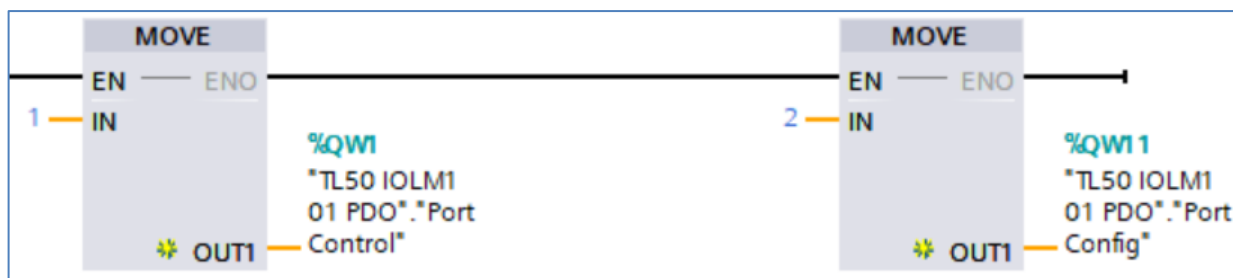 MOVE
EN ENO
1 IN
%QW1
"TL50 IOLM1
01 PDO"."Port
Control"
OUT1
MOVE
EN ENO
2 IN
%QW11
"TL50 IOLM1
01 PDO"."Port
Config"
OUT1